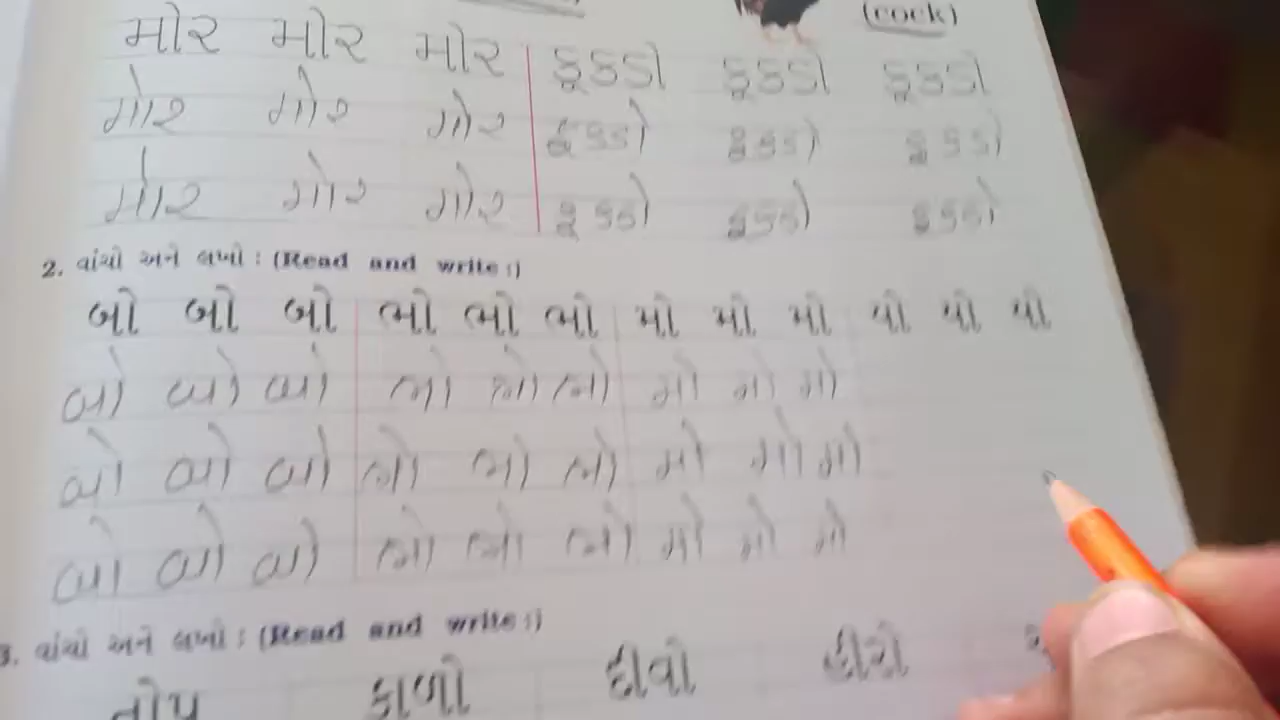 (cock)
મોર મોર મોર કૂકડો કૂકડો કૂકડો
મોર મોર મોર કૂકડો કૂકડો કૂકડો
મોર મોર મોર કૂકડો કૂકડો કૂકડો
2. વાંચો અને લખો : (Read and write :)
બો બો બો ભો ભો ભો મો મો મો યો યો યો
બો બો બો ભો ભો ભો મો મો મો
બો બો બો ભો ભો ભો મો મો મો
બો બો બો ભો ભો ભો મો મો મો
3. વાંચો અને લખો : (Read and write :)
તોપ કાળો દીવો હીરો